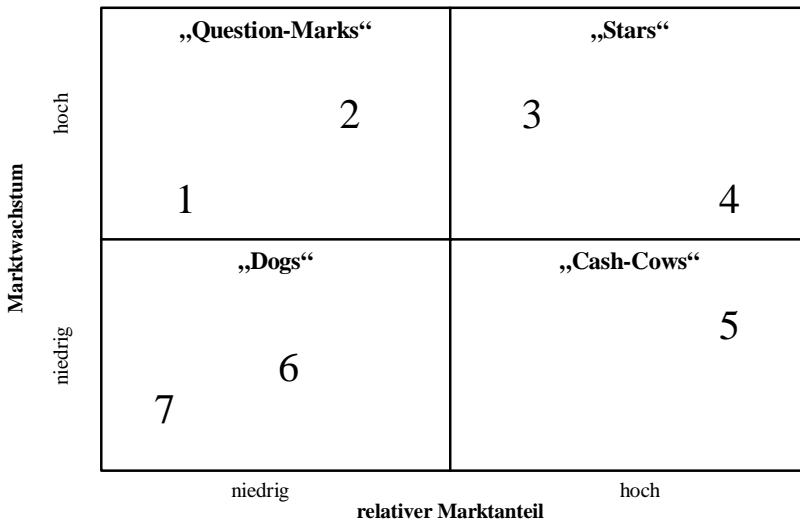 „Question-Marks“
„Stars“
hoch
2
3
1
4
Marktwachstum
„Dogs“
„Cash-Cows“
niedrig
5
6
7
niedrig
hoch
relativer Marktanteil